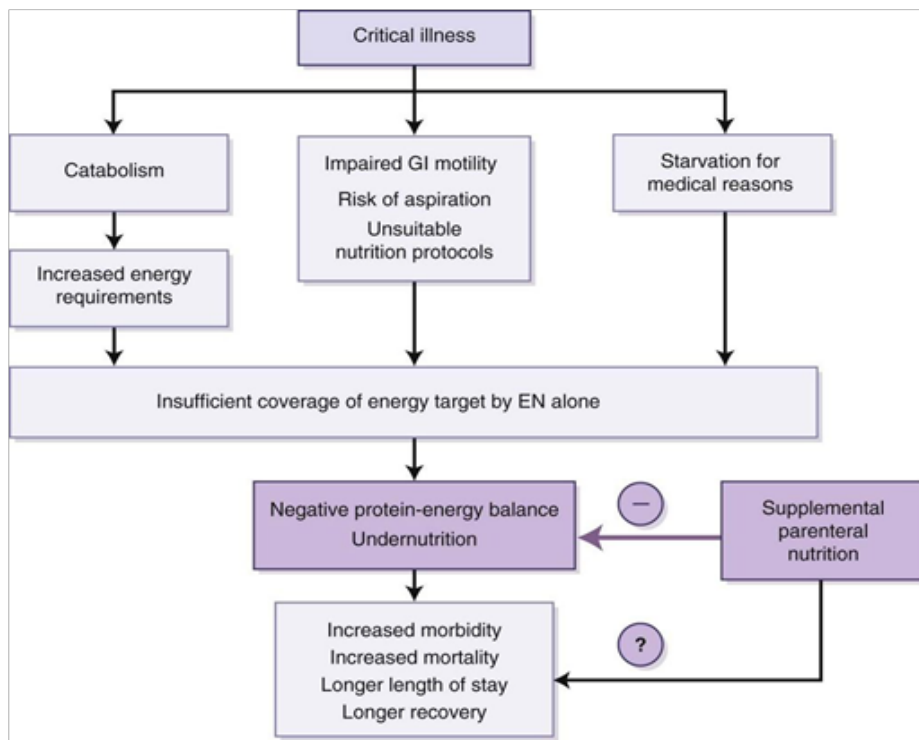 Critical illness
Catabolism
Impaired GI motility
Risk of aspiration
Unsuitable
nutrition protocols
Starvation for
medical reasons
Increased energy
requirements
Insufficient coverage of energy target by EN alone
Negative protein-energy balance
Undernutrition
—
Supplemental
parenteral
nutrition
Increased morbidity
Increased mortality
Longer length of stay
Longer recovery
?